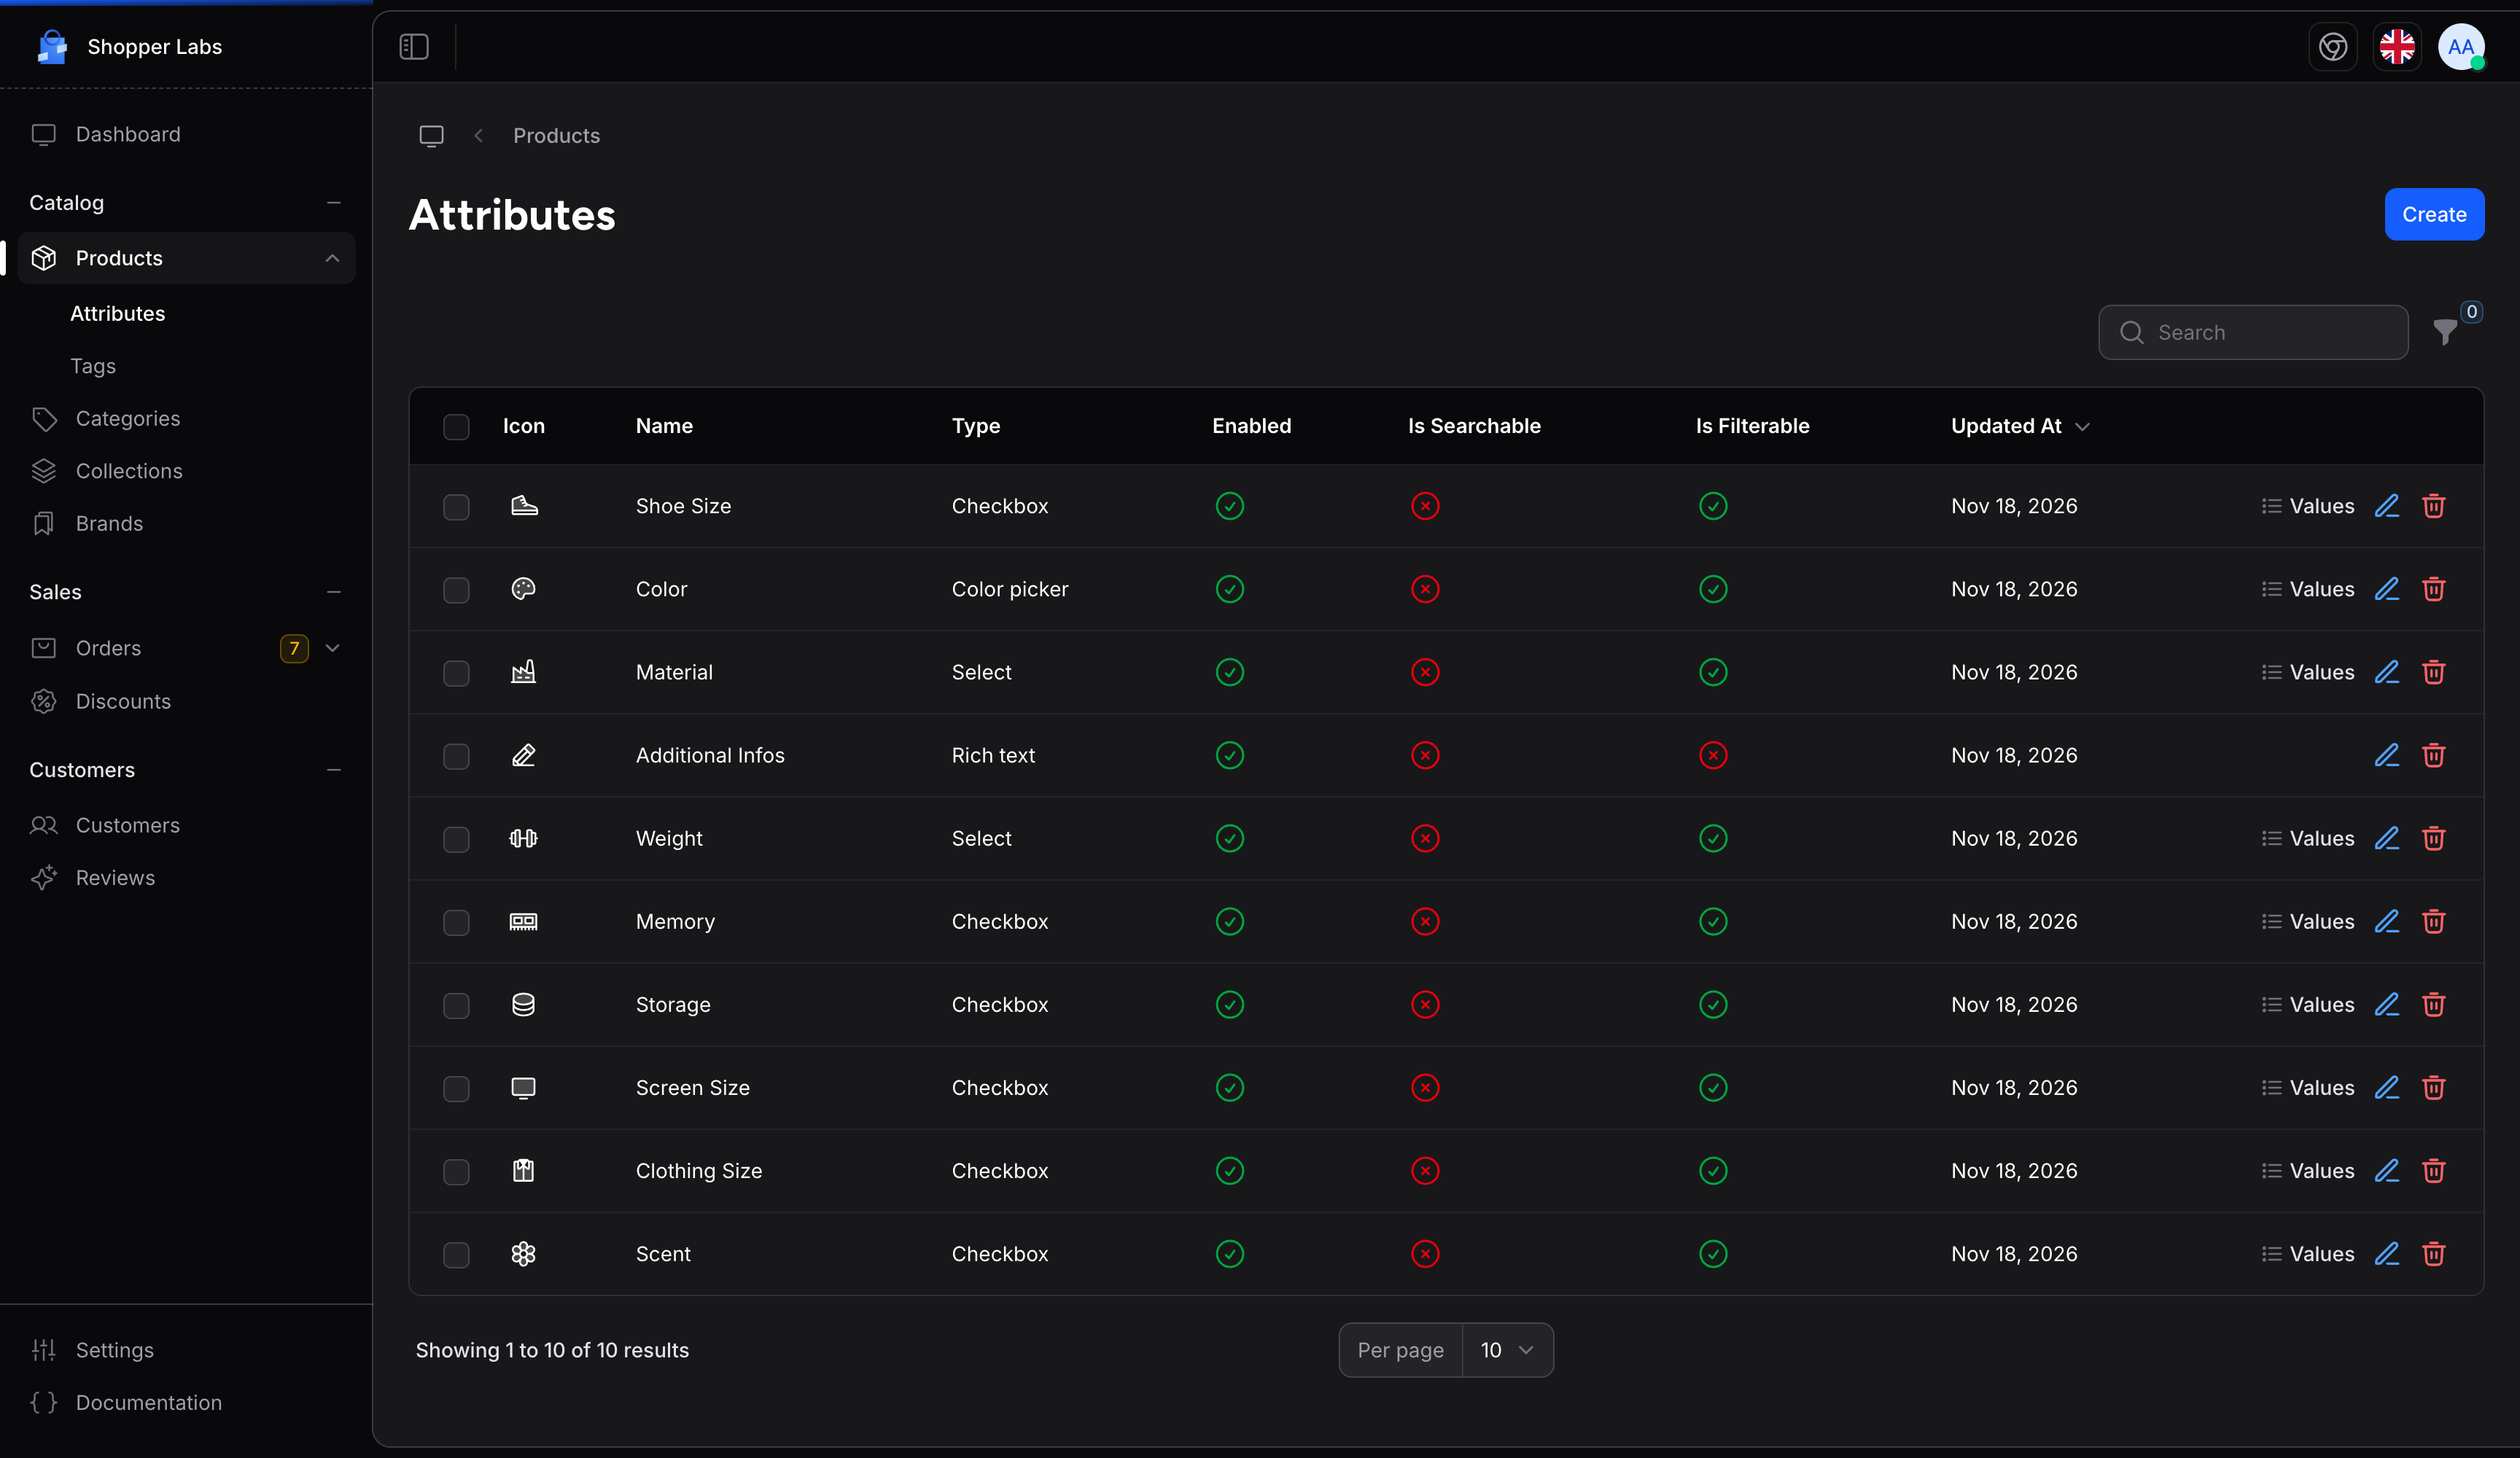 Shopper Labs
AA
Dashboard
Catalog
Products
Attributes
Tags
Categories
Collections
Brands
Sales
Orders 7
Discounts
Customers
Customers
Reviews
Settings
Documentation
Products
Attributes
Create
Search
0
Icon Name Type Enabled Is Searchable Is Filterable Updated At
Shoe Size Checkbox Nov 18, 2026 Values
Color Color picker Nov 18, 2026 Values
Material Select Nov 18, 2026 Values
Additional Infos Rich text Nov 18, 2026
Weight Select Nov 18, 2026 Values
Memory Checkbox Nov 18, 2026 Values
Storage Checkbox Nov 18, 2026 Values
Screen Size Checkbox Nov 18, 2026 Values
Clothing Size Checkbox Nov 18, 2026 Values
Scent Checkbox Nov 18, 2026 Values
Showing 1 to 10 of 10 results
Per page 10